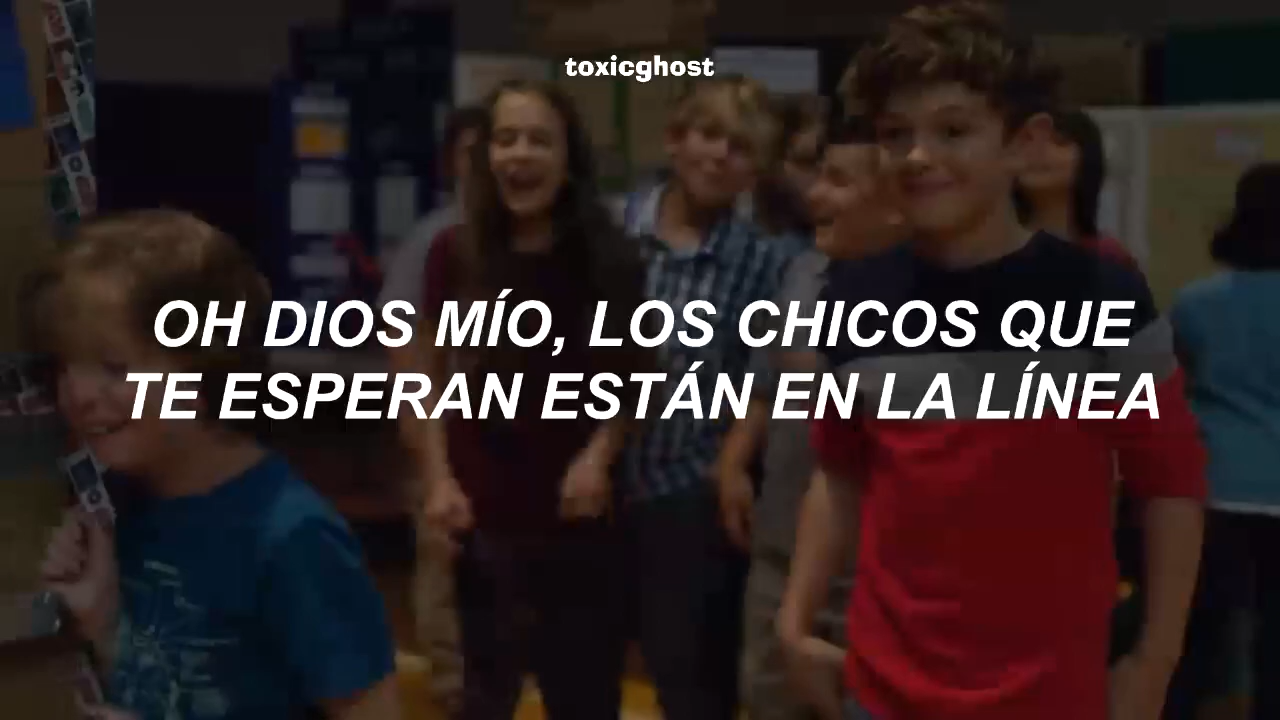 toxicghost
OH DIOS MÍO, LOS CHICOS QUE
TE ESPERAN ESTÁN EN LA LÍNEA